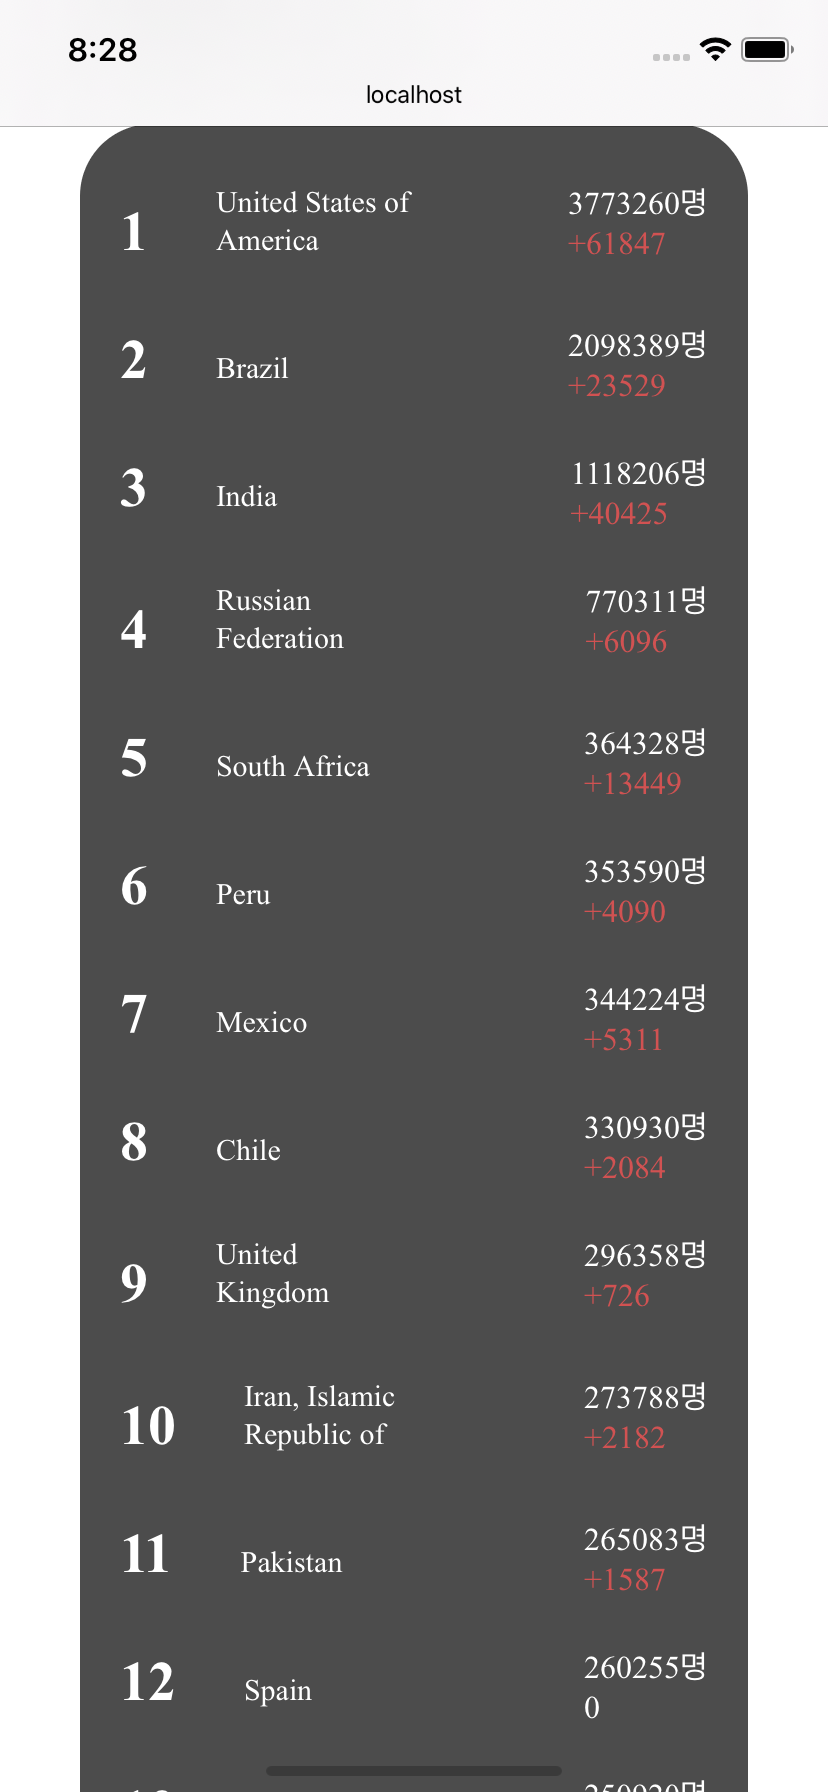 8:28
localhost
1
United States of
America
3773260명
+61847
2
Brazil
2098389명
+23529
3
India
1118206명
+40425
4
Russian
Federation
770311명
+6096
5
South Africa
364328명
+13449
6
Peru
353590명
+4090
7
Mexico
344224명
+5311
8
Chile
330930명
+2084
9
United
Kingdom
296358명
+726
10
Iran, Islamic
Republic of
273788명
+2182
11
Pakistan
265083명
+1587
12
Spain
260255명
0